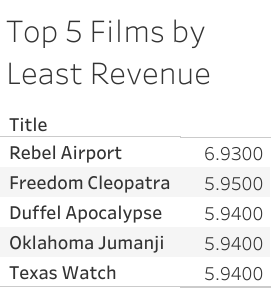 Top 5 Films by
Least Revenue
Title
Rebel Airport 6.9300
Freedom Cleopatra 5.9500
Duffel Apocalypse 5.9400
Oklahoma Jumanji 5.9400
Texas Watch 5.9400